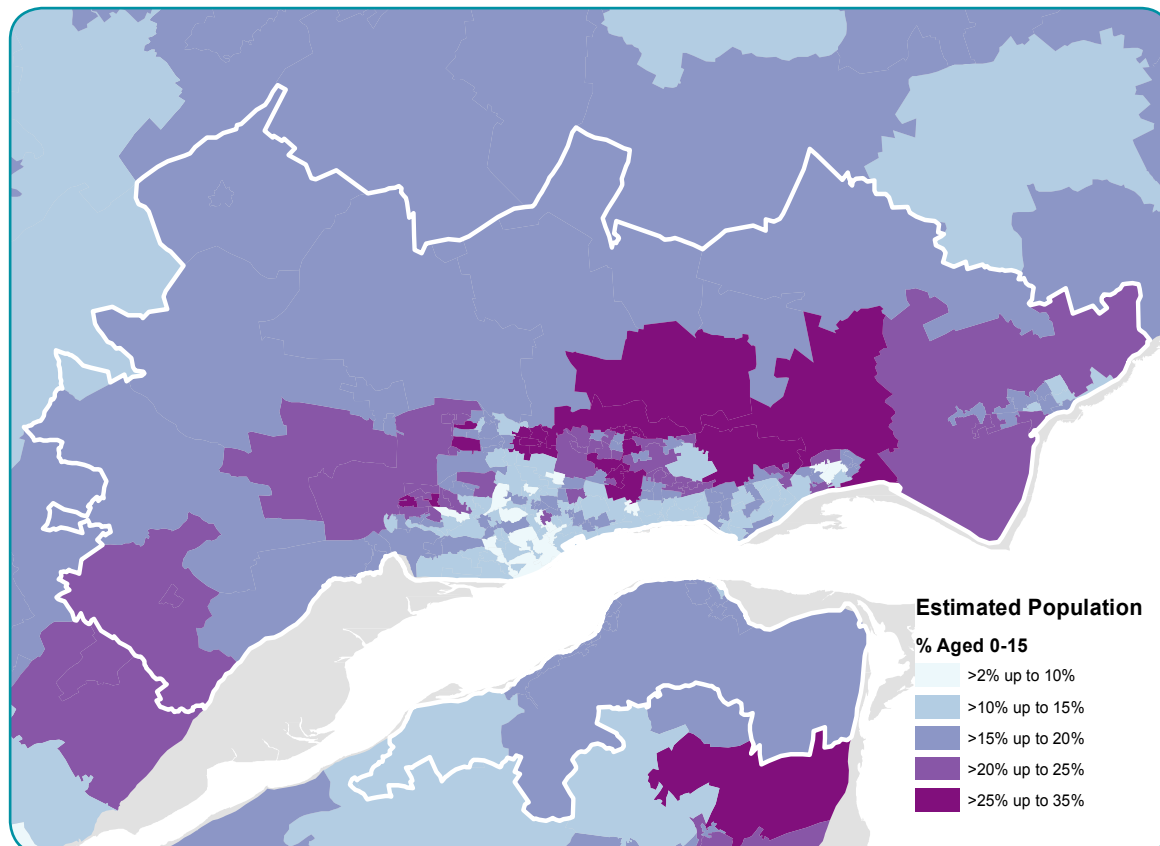 Estimated Population
% Aged 0-15
>2% up to 10%
>10% up to 15%
>15% up to 20%
>20% up to 25%
>25% up to 35%